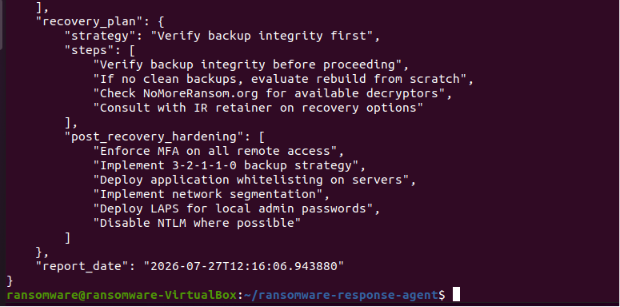 ],
"recovery_plan": {
"strategy": "Verify backup integrity first",
"steps": [
"Verify backup integrity before proceeding",
"If no clean backups, evaluate rebuild from scratch",
"Check NoMoreRansom.org for available decryptors",
"Consult with IR retainer on recovery options"
],
"post_recovery_hardening": [
"Enforce MFA on all remote access",
"Implement 3-2-1-1-0 backup strategy",
"Deploy application whitelisting on servers",
"Implement network segmentation",
"Deploy LAPS for local admin passwords",
"Disable NTLM where possible"
]
},
"report_date": "2026-07-27T12:16:06.943880"
}
ransomware@ransomware-VirtualBox:~/ransomware-response-agent$